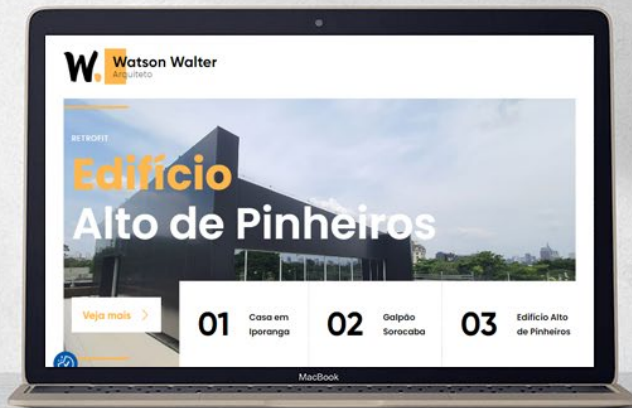 W. Watson Walter
Arquiteto
RETROFIT
Edifício
Alto de Pinheiros
Veja mais
01 Casa em
Iporanga
02 Galpão
Sorocaba
03 Edifício Alto
de Pinheiros
MacBook